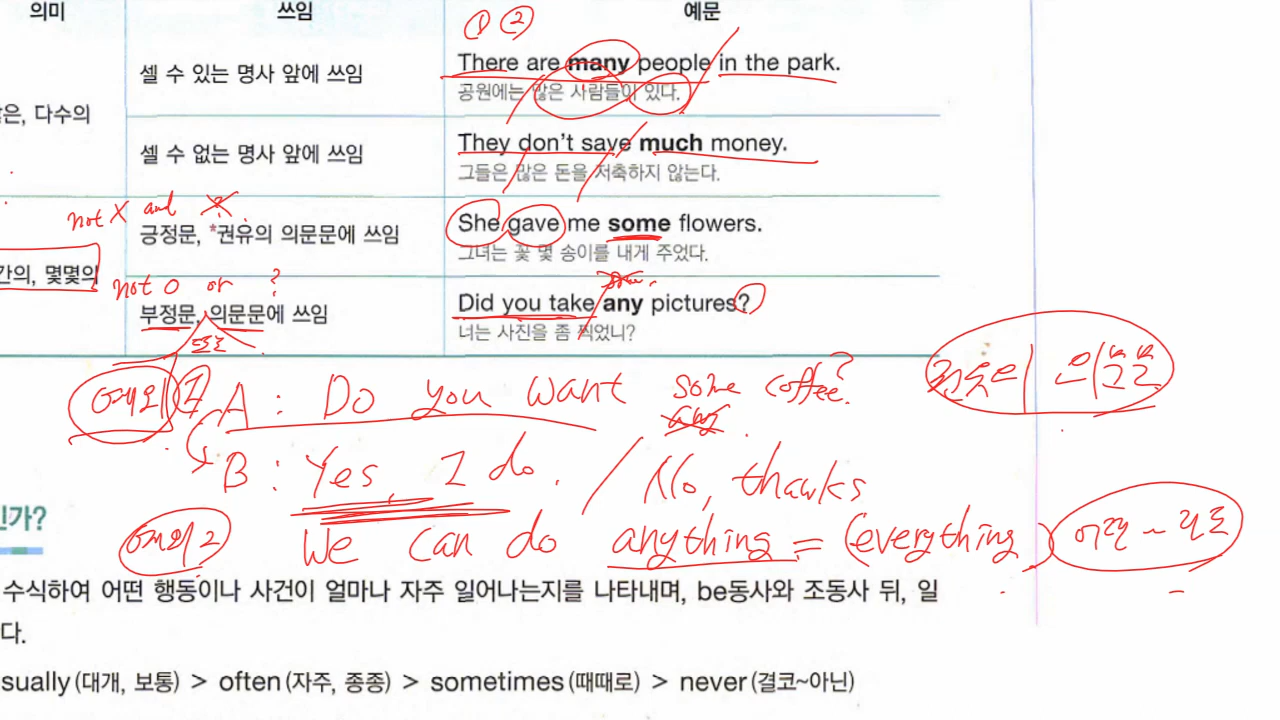 의미 쓰임 예문
① ②
셀 수 있는 명사 앞에 쓰임 There are many people in the park.
공원에는 많은 사람들이 있다.
은, 다수의
셀 수 없는 명사 앞에 쓰임 They don't save much money.
그들은 많은 돈을 저축하지 않는다.
not X and ?
긍정문, *권유의 의문문에 쓰임 She gave me some flowers.
그녀는 꽃 몇 송이를 내게 주었다.
간의, 몇몇의
not O or ? some
부정문, 의문문에 쓰임 Did you take any pictures?
너는 사진을 좀 찍었니?
예외 1 A : Do you want some coffee?
any
B : Yes, I do. / No, thanks
인가?
예외 2 We can do anything = (everything) 어떤 ~ 라도
수식하여 어떤 행동이나 사건이 얼마나 자주 일어나는지를 나타내며, be동사와 조동사 뒤, 일
다.
sually (대개, 보통) > often (자주, 종종) > sometimes (때때로) > never (결코~아닌)